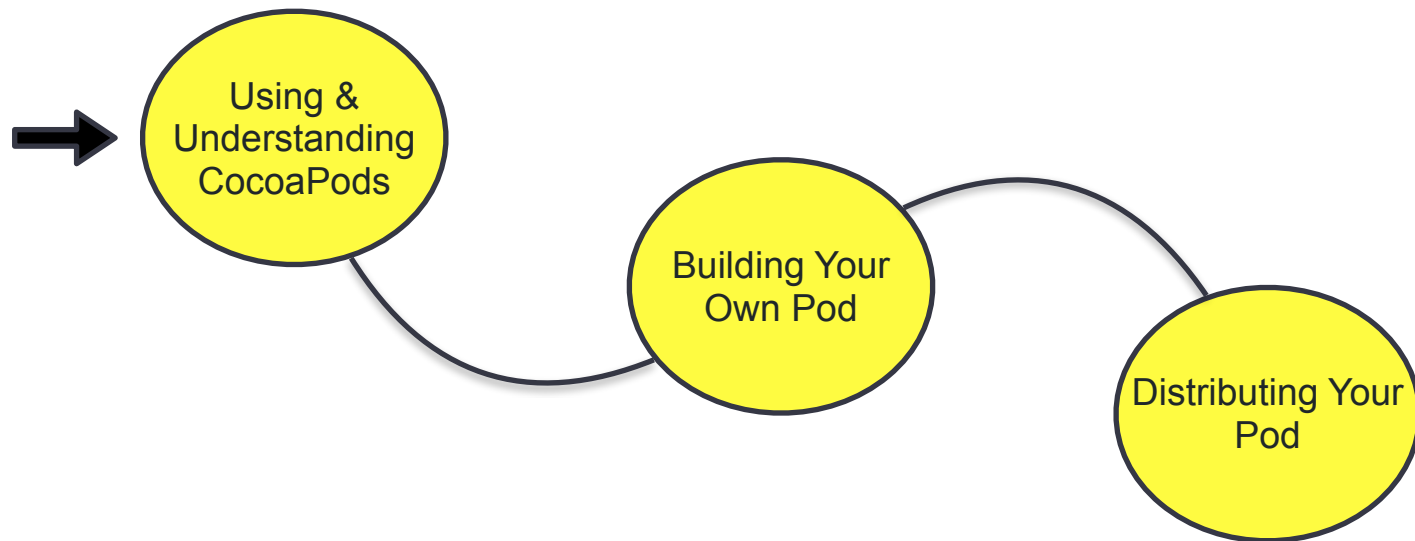 Using &
Understanding
CocoaPods
Building Your
Own Pod
Distributing Your
Pod